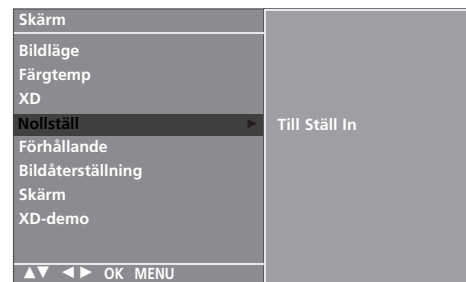 Skärm
Bildläge
Färgtemp
XD
Nollställ ▶ Till Ställ In
Förhållande
Bildåterställning
Skärm
XD-demo
▲▼ ◀▶ OK MENU